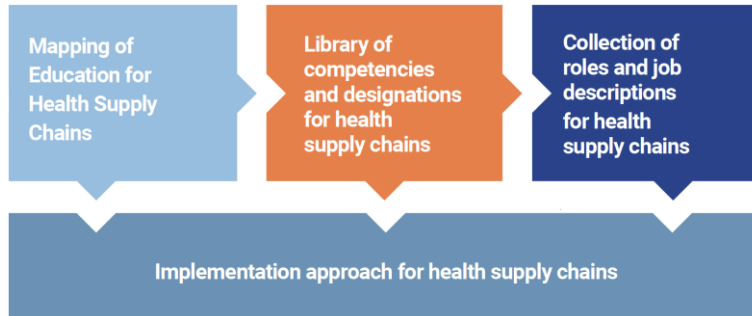 Mapping of
Education for
Health Supply
Chains
Library of
competencies
and designations
for health
supply chains
Collection of
roles and job
descriptions
for health
supply chains
Implementation approach for health supply chains